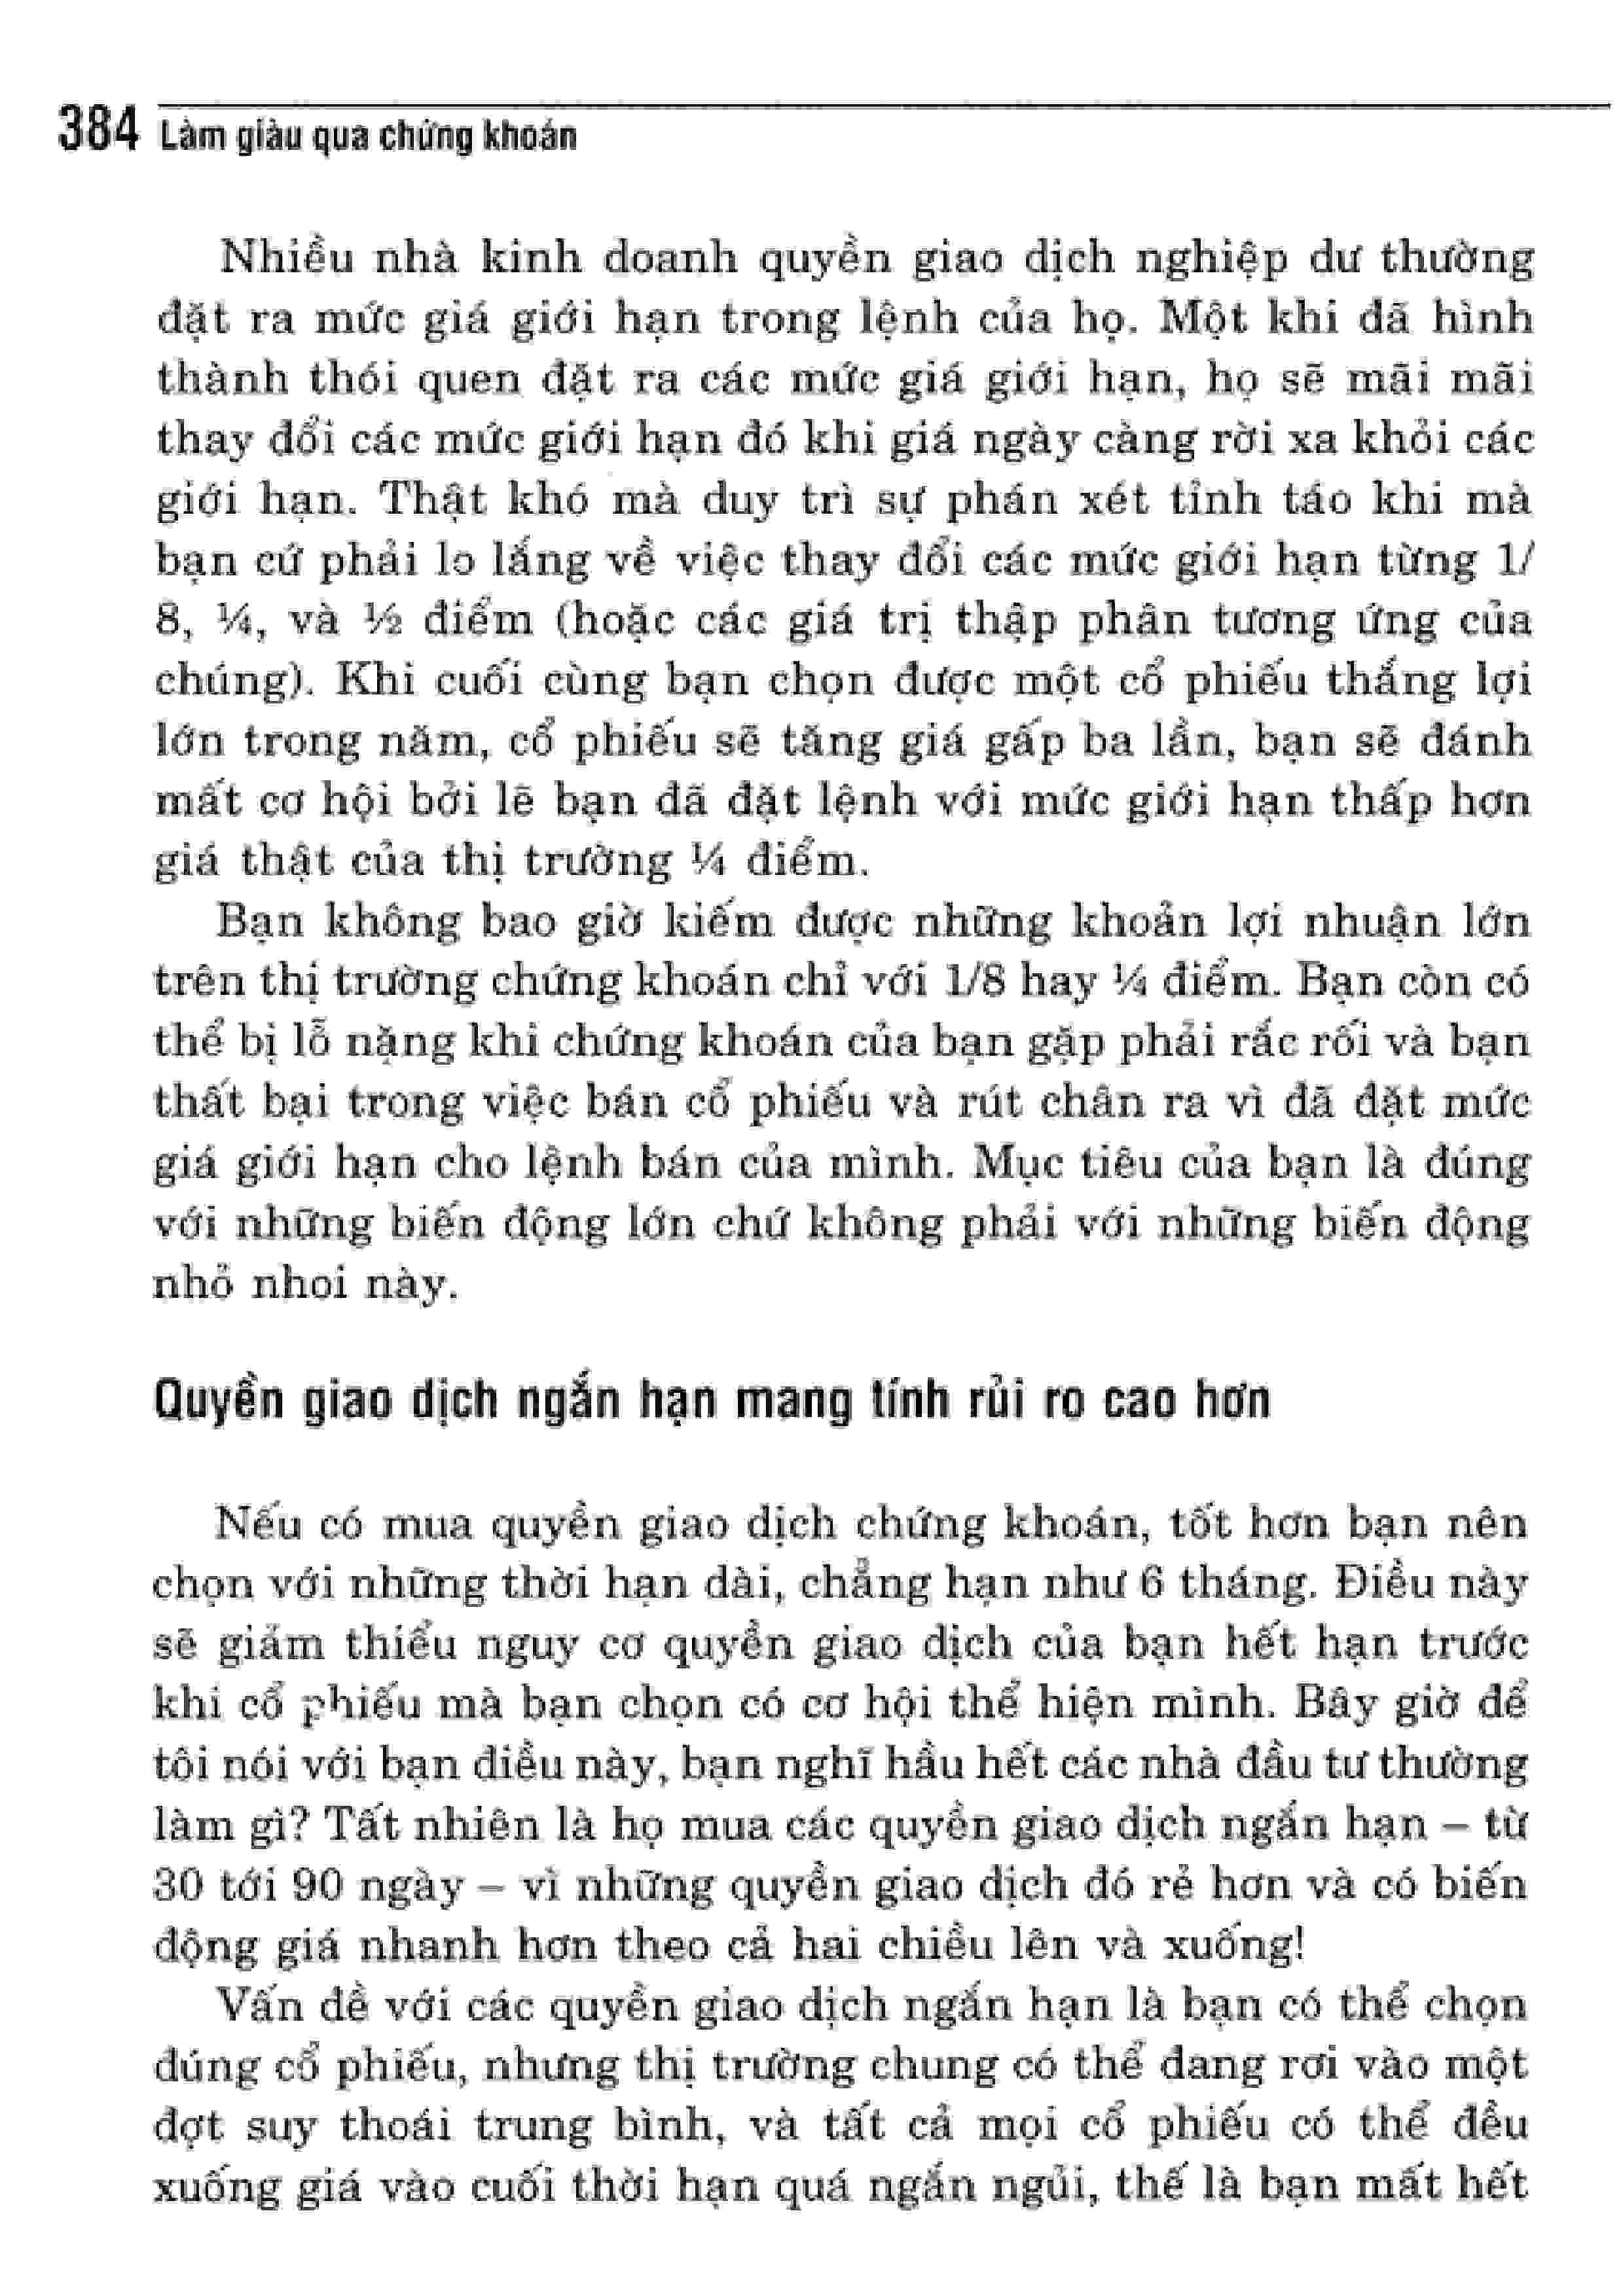 384 Làm giàu qua chứng khoán
Nhiều nhà kinh doanh quyền giao dịch nghiệp dư thường
đặt ra mức giá giới hạn trong lệnh của họ. Một khi đã hình
thành thói quen đặt ra các mức giá giới hạn, họ sẽ mãi mãi
thay đổi các mức giới hạn đó khi giá ngày càng rời xa khỏi các
giới hạn. Thật khó mà duy trì sự phán xét tỉnh táo khi mà
bạn cứ phải lo lắng về việc thay đổi các mức giới hạn từng 1/
8, ¼, và ½ điểm (hoặc các giá trị thập phân tương ứng của
chúng). Khi cuối cùng bạn chọn được một cổ phiếu thắng lợi
lớn trong năm, cổ phiếu sẽ tăng giá gấp ba lần, bạn sẽ đánh
mất cơ hội bởi lẽ bạn đã đặt lệnh với mức giới hạn thấp hơn
giá thật của thị trường ¼ điểm.
Bạn không bao giờ kiếm được những khoản lợi nhuận lớn
trên thị trường chứng khoán chỉ với 1/8 hay ¼ điểm. Bạn còn có
thể bị lỗ nặng khi chứng khoán của bạn gặp phải rắc rối và bạn
thất bại trong việc bán cổ phiếu và rút chân ra vì đã đặt mức
giá giới hạn cho lệnh bán của mình. Mục tiêu của bạn là đúng
với những biến động lớn chứ không phải với những biến động
nhỏ nhoi này.
Quyền giao dịch ngắn hạn mang tính rủi ro cao hơn
Nếu có mua quyền giao dịch chứng khoán, tốt hơn bạn nên
chọn với những thời hạn dài, chẳng hạn như 6 tháng. Điều này
sẽ giảm thiểu nguy cơ quyền giao dịch của bạn hết hạn trước
khi cổ phiếu mà bạn chọn có cơ hội thể hiện mình. Bây giờ để
tôi nói với bạn điều này, bạn nghĩ hầu hết các nhà đầu tư thường
làm gì? Tất nhiên là họ mua các quyền giao dịch ngắn hạn – từ
30 tới 90 ngày – vì những quyền giao dịch đó rẻ hơn và có biến
động giá nhanh hơn theo cả hai chiều lên và xuống!
Vấn đề với các quyền giao dịch ngắn hạn là bạn có thể chọn
đúng cổ phiếu, nhưng thị trường chung có thể đang rơi vào một
đợt suy thoái trung bình, và tất cả mọi cổ phiếu có thể đều
xuống giá vào cuối thời hạn quá ngắn ngủi, thế là bạn mất hết